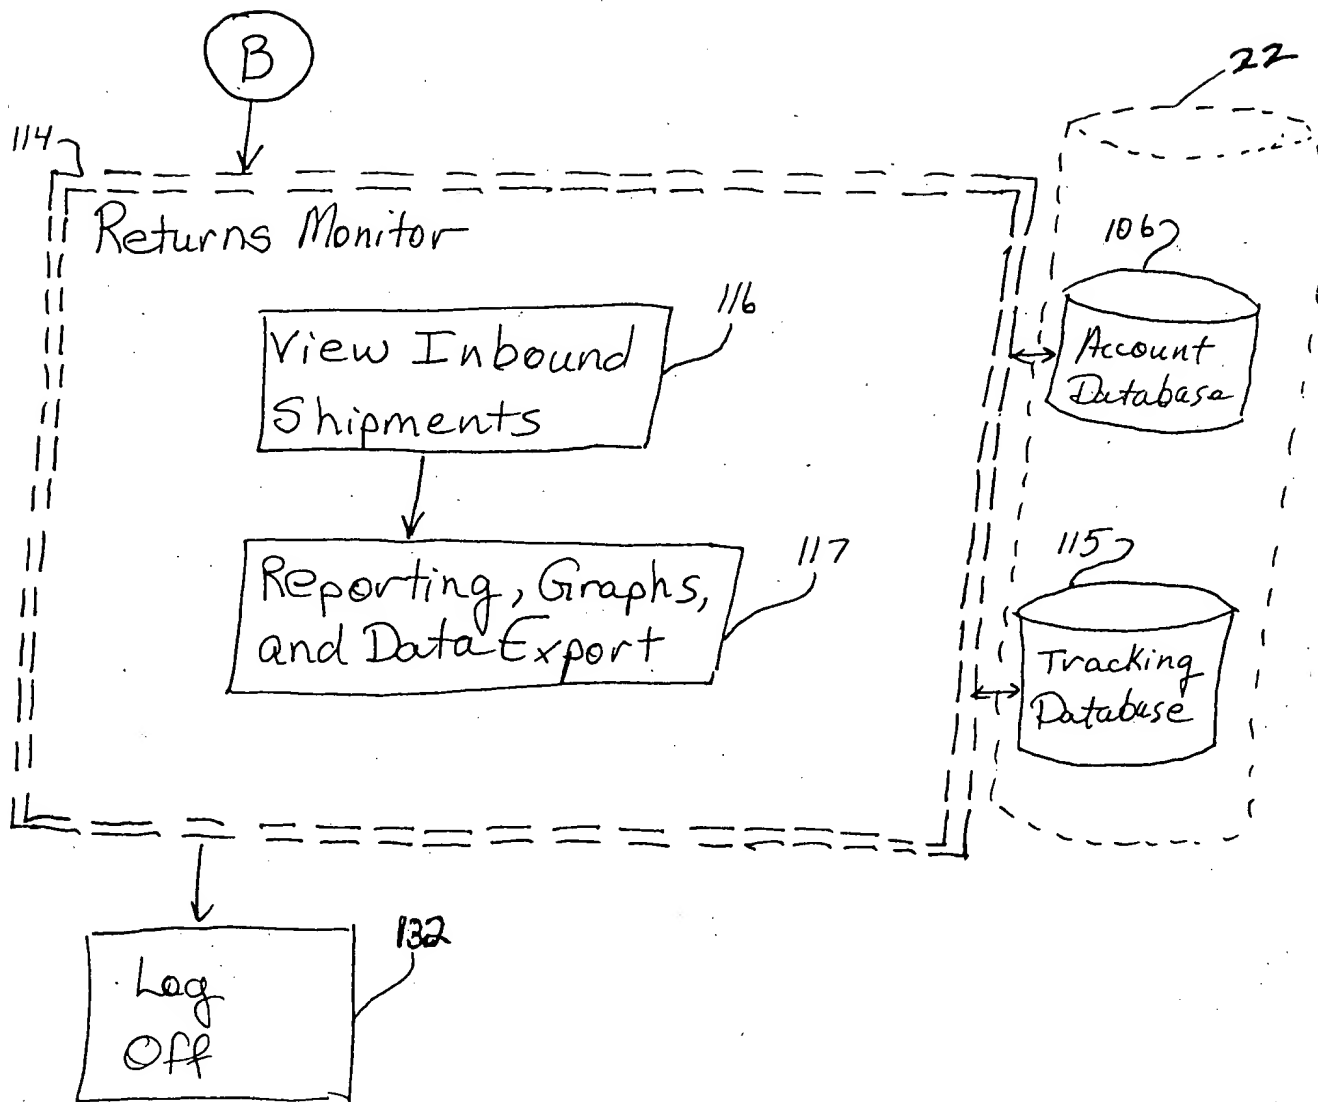 B
22
114
Returns Monitor
106
116
View Inbound
Shipments
Account
Database
117
Reporting, Graphs,
and Data Export
115
Tracking
Database
132
Log
Off